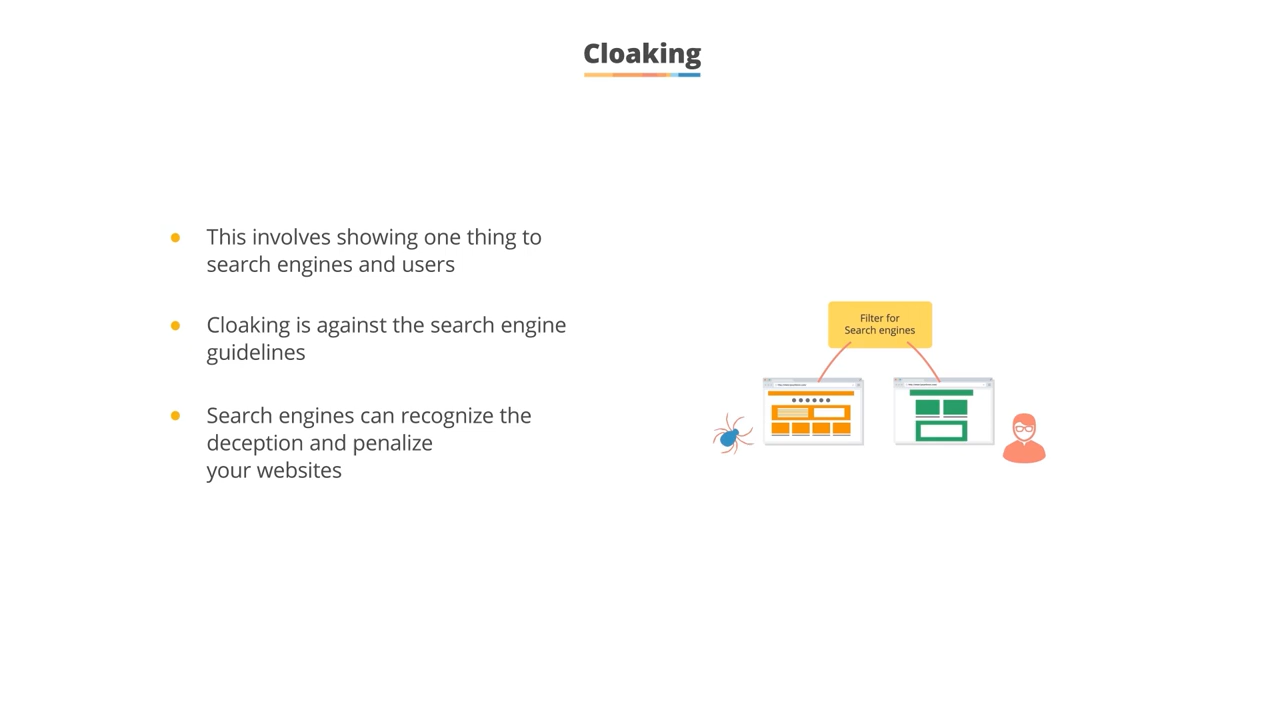 Cloaking
This involves showing one thing to
search engines and users
Cloaking is against the search engine
guidelines
Search engines can recognize the
deception and penalize
your websites
Filter for
Search engines